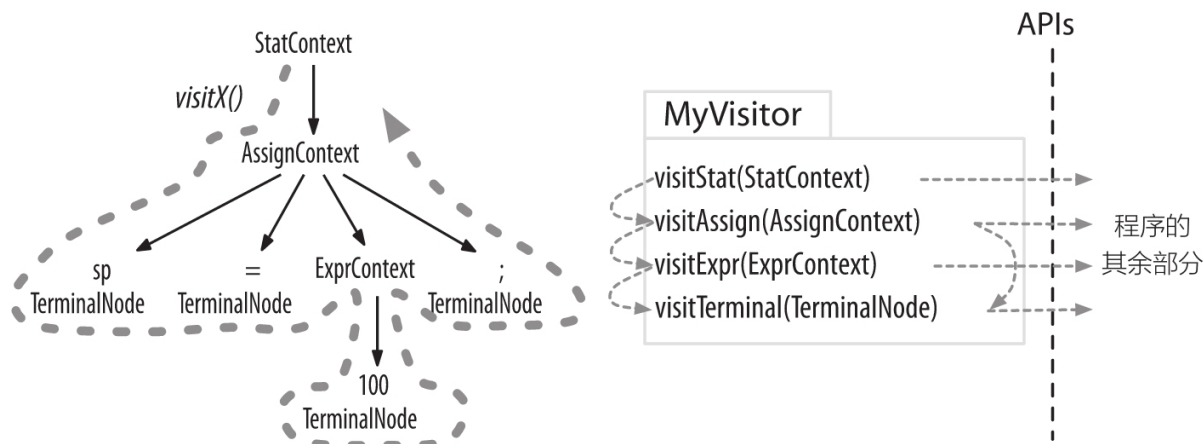 StatContext
visitX()
AssignContext
sp
TerminalNode
=
TerminalNode
ExprContext
;
TerminalNode
100
TerminalNode
APIs
MyVisitor
visitStat(StatContext)
visitAssign(AssignContext)
visitExpr(ExprContext)
visitTerminal(TerminalNode)
程序的
其余部分